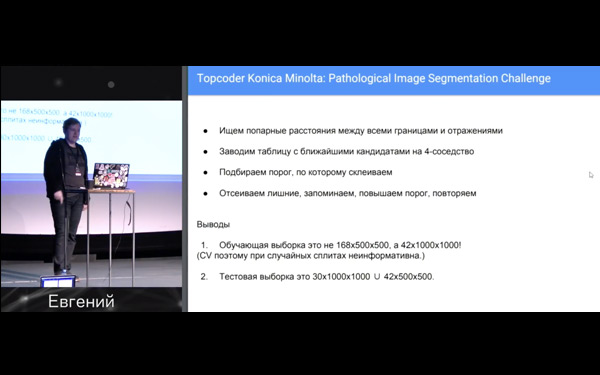 Topcoder Konica Minolta: Pathological Image Segmentation Challenge
● Ищем попарные расстояния между всеми границами и отражениями
● Заводим таблицу с ближайшими кандидатами на 4-соседство
● Подбираем порог, по которому склеиваем
● Отсеиваем лишние, запоминаем, повышаем порог, повторяем
Выводы
1. Обучающая выборка это не 168x500x500, а 42x1000x1000!
(CV поэтому при случайных сплитах неинформативна.)
2. Тестовая выборка это 30x1000x1000 ∪ 42x500x500.
о не 168x500x500, а 42x1000x1000!
сплитах неинформативна.)
Евгений